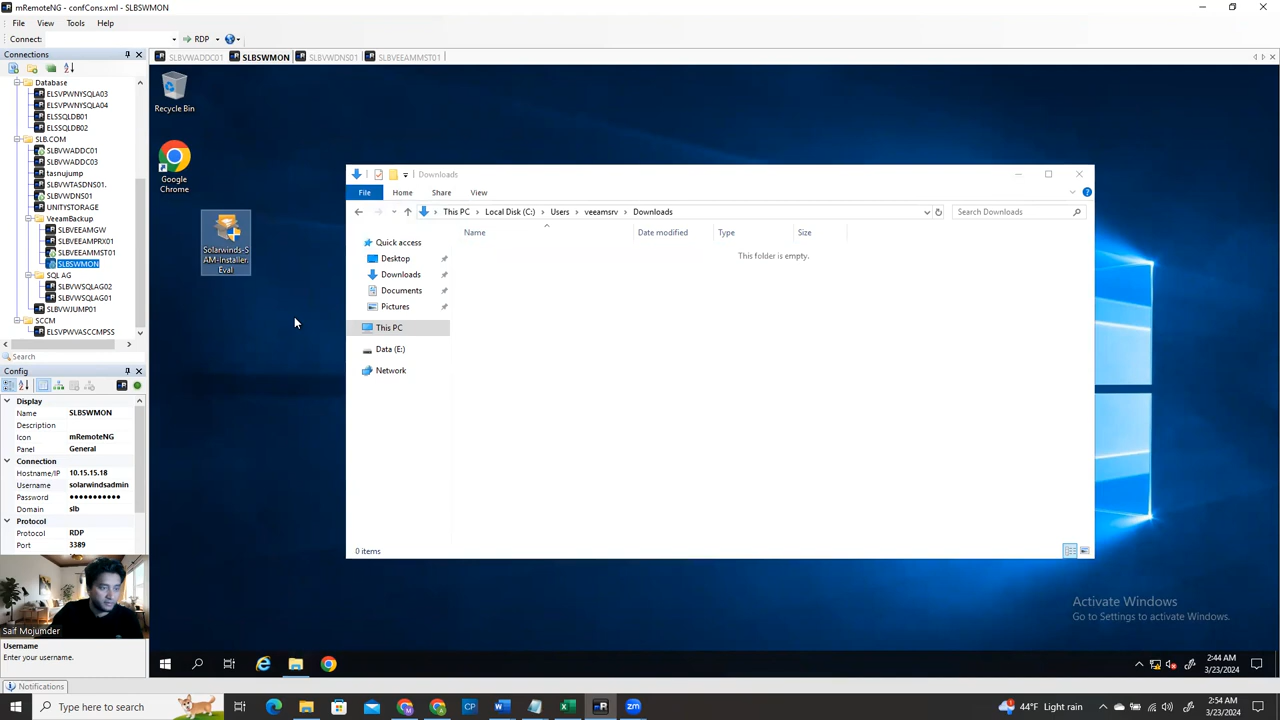 mRemoteNG - confCons.xml - SLBSWMON
File View Tools Help
Connect: RDP
Connections
SLBVWADDC01 SLBSWMON SLBVWDNS01 SLBVEEAMMST01
Database
ELSVPWNYSQLA03
ELSVPWNYSQLA04
ELSSQLDB01
ELSSQLDB02
SLB.COM
SLBVWADDC01
SLBVWADDC03
tasnujump
SLBVWTASDNS01.
SLBVWDNS01
UNITYSTORAGE
VeeamBackup
SLBVEEAMGW
SLBVEEAMPRX01
SLBVEEAMMST01
SLBSWMON
SQL AG
SLBVWSQLAG02
SLBVWSQLAG01
SLBVWJUMP01
SCCM
ELSVPWVASCCMPSS
Search
Config
Display
Name SLBSWMON
Description
Icon mRemoteNG
Panel General
Connection
Hostname/IP 10.15.15.18
Username solarwindsadmin
Password ●●●●●●●●●●●
Domain slb
Protocol
Protocol RDP
Port 3389
Saif Mojumder
Username
Enter your username.
Notifications
Recycle Bin
Google
Chrome
Solarwinds-S
AM-Installer.
Eval
Downloads
File Home Share View
This PC > Local Disk (C:) > Users > veeamsrv > Downloads
Search Downloads
Name Date modified Type Size
This folder is empty.
Quick access
Desktop
Downloads
Documents
Pictures
This PC
Data (E:)
Network
0 items
Activate Windows
Go to Settings to activate Windows.
2:44 AM
3/23/2024
Type here to search
44°F Light rain
2:54 AM
3/23/2024